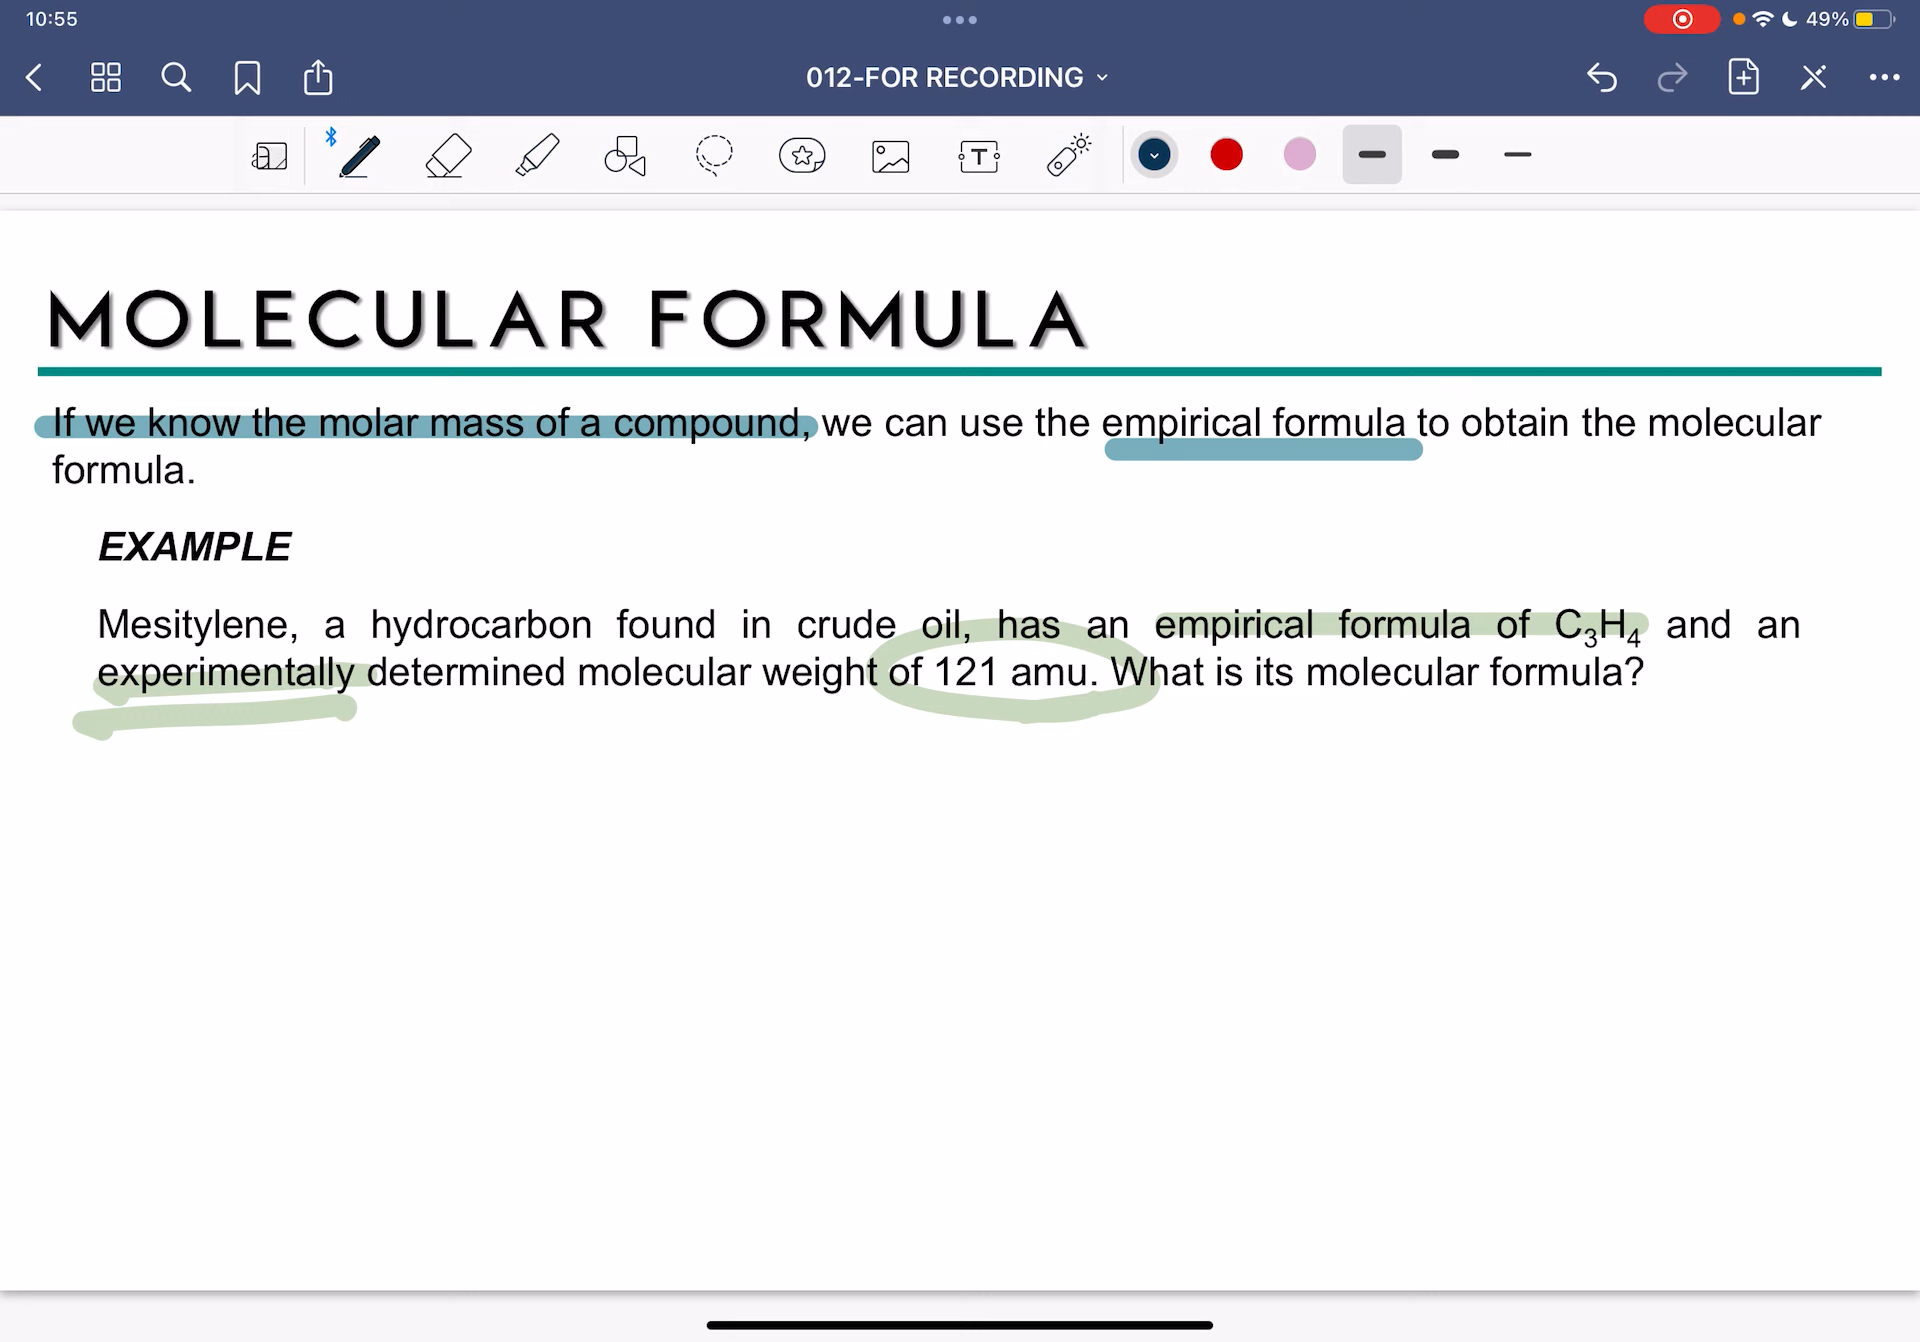 10:55
49%
012-FOR RECORDING
MOLECULAR FORMULA
If we know the molar mass of a compound, we can use the empirical formula to obtain the molecular
formula.
EXAMPLE
Mesitylene, a hydrocarbon found in crude oil, has an empirical formula of C₃H₄ and an
experimentally determined molecular weight of 121 amu. What is its molecular formula?